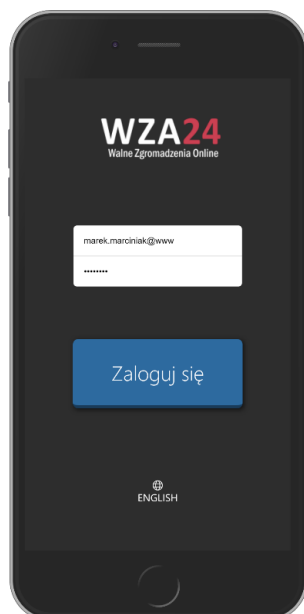 WZA24
Walne Zgromadzenia Online
marek.marciniak@www
••••••••
Zaloguj się
ENGLISH